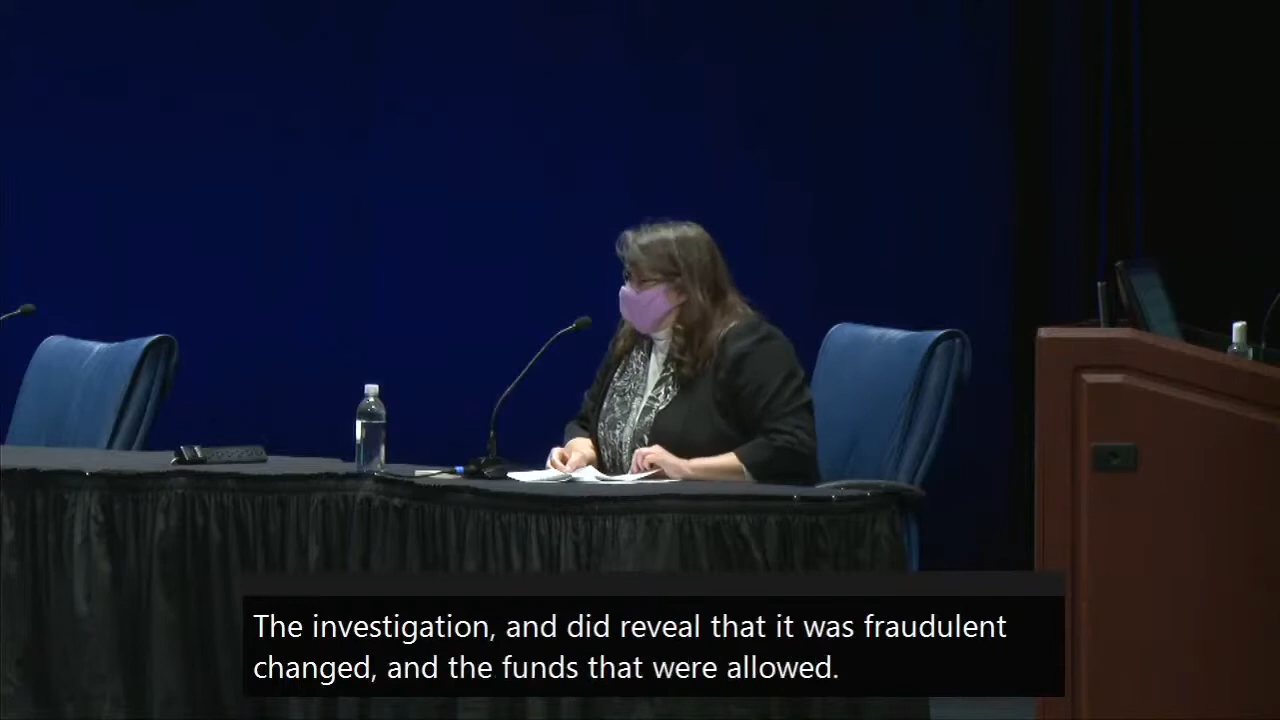 The investigation, and did reveal that it was fraudulent
changed, and the funds that were allowed.